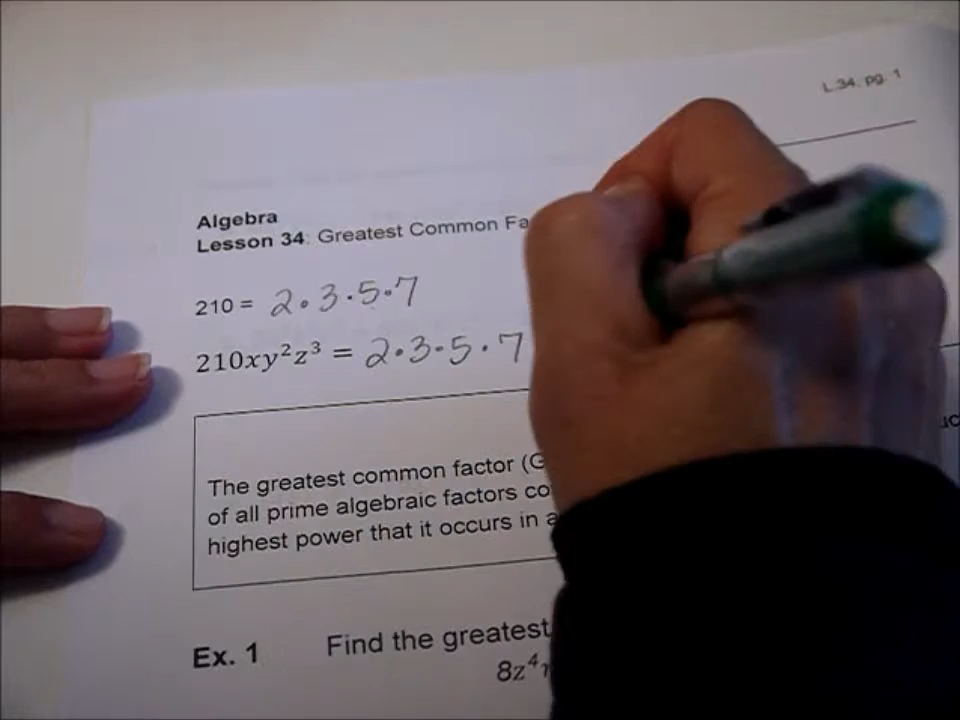 L.34. pg. 1
Algebra
Lesson 34: Greatest Common Fa
210 = 2·3·5·7
210xy²z³ = 2·3·5·7
The greatest common factor (G
of all prime algebraic factors co
highest power that it occurs in a
Ex. 1 Find the greatest
8z⁴